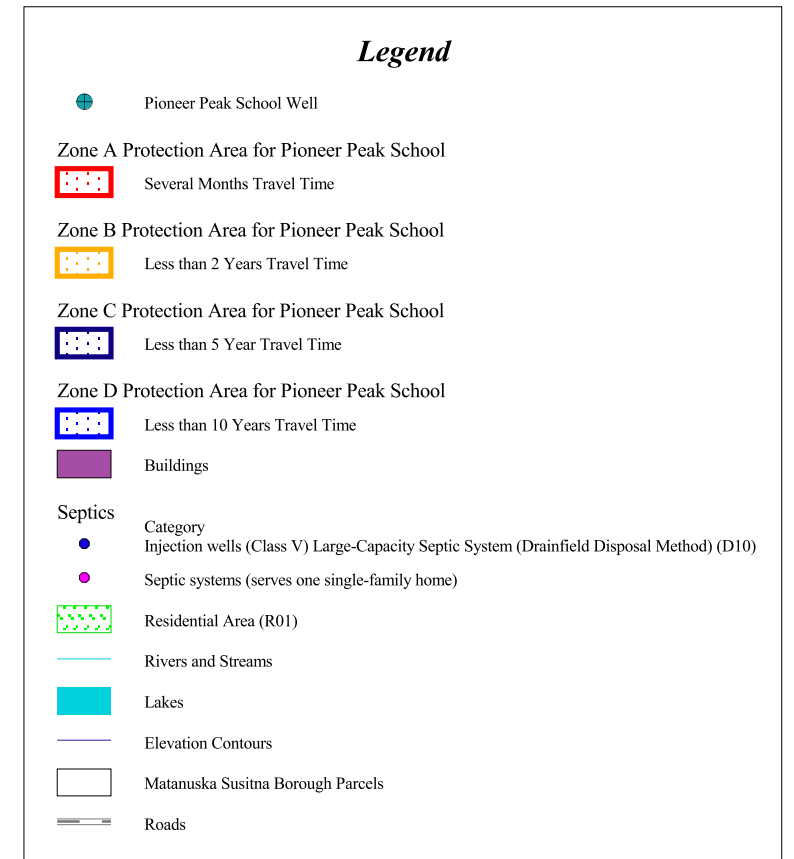 Legend
Pioneer Peak School Well
Zone A Protection Area for Pioneer Peak School
Several Months Travel Time
Zone B Protection Area for Pioneer Peak School
Less than 2 Years Travel Time
Zone C Protection Area for Pioneer Peak School
Less than 5 Year Travel Time
Zone D Protection Area for Pioneer Peak School
Less than 10 Years Travel Time
Buildings
Septics
Category
Injection wells (Class V) Large-Capacity Septic System (Drainfield Disposal Method) (D10)
Septic systems (serves one single-family home)
Residential Area (R01)
Rivers and Streams
Lakes
Elevation Contours
Matanuska Susitna Borough Parcels
Roads